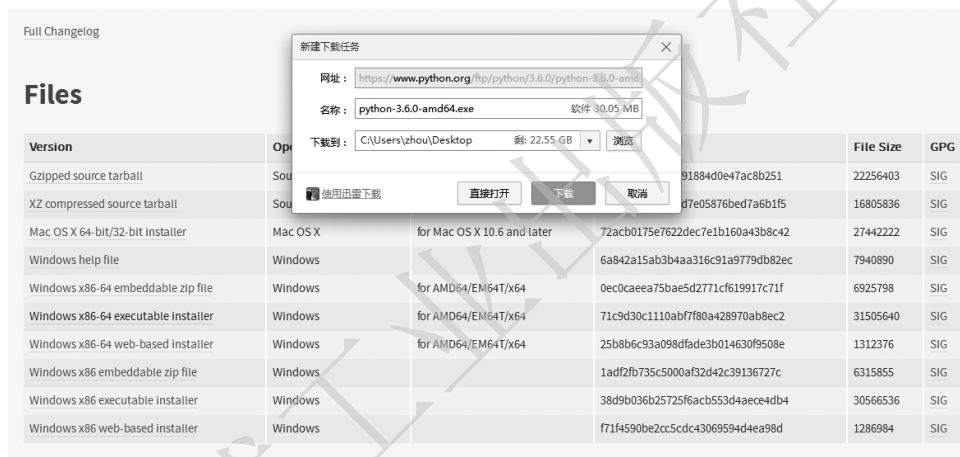 Full Changelog
新建下载任务
网址： https://www.python.org/ftp/python/3.6.0/python-3.6.0-amd
Files
名称： python-3.6.0-amd64.exe 软件 30.05 MB
下载到： C:\Users\zhou\Desktop 剩: 22.55 GB 浏览
Version File Size GPG
Gzipped source tarball 91884d0e47ac8b251 22256403 SIG
使用迅雷下载 直接打开 下载 取消
XZ compressed source tarball d7e05876bed7a6b1f5 16805836 SIG
Mac OS X 64-bit/32-bit installer Mac OS X for Mac OS X 10.6 and later 72acb0175e7622dec7e1b160a43b8c42 27442222 SIG
Windows help file Windows 6a842a15ab3b4aa316c91a9779db82ec 7940890 SIG
Windows x86-64 embeddable zip file Windows for AMD64/EM64T/x64 0ec0caeea75bae5d2771cf619917c71f 6925798 SIG
Windows x86-64 executable installer Windows for AMD64/EM64T/x64 71c9d30c1110abf7f80a428970ab8ec2 31505640 SIG
Windows x86-64 web-based installer Windows for AMD64/EM64T/x64 25b8b6c93a098dfade3b014630f9508e 1312376 SIG
Windows x86 embeddable zip file Windows 1adf2fb735c5000af32d42c39136727c 6315855 SIG
Windows x86 executable installer Windows 38d9b036b25725f6acb553d4aece4db4 30566536 SIG
Windows x86 web-based installer Windows f71f4590be2cc5cdc43069594d4ea98d 1286984 SIG